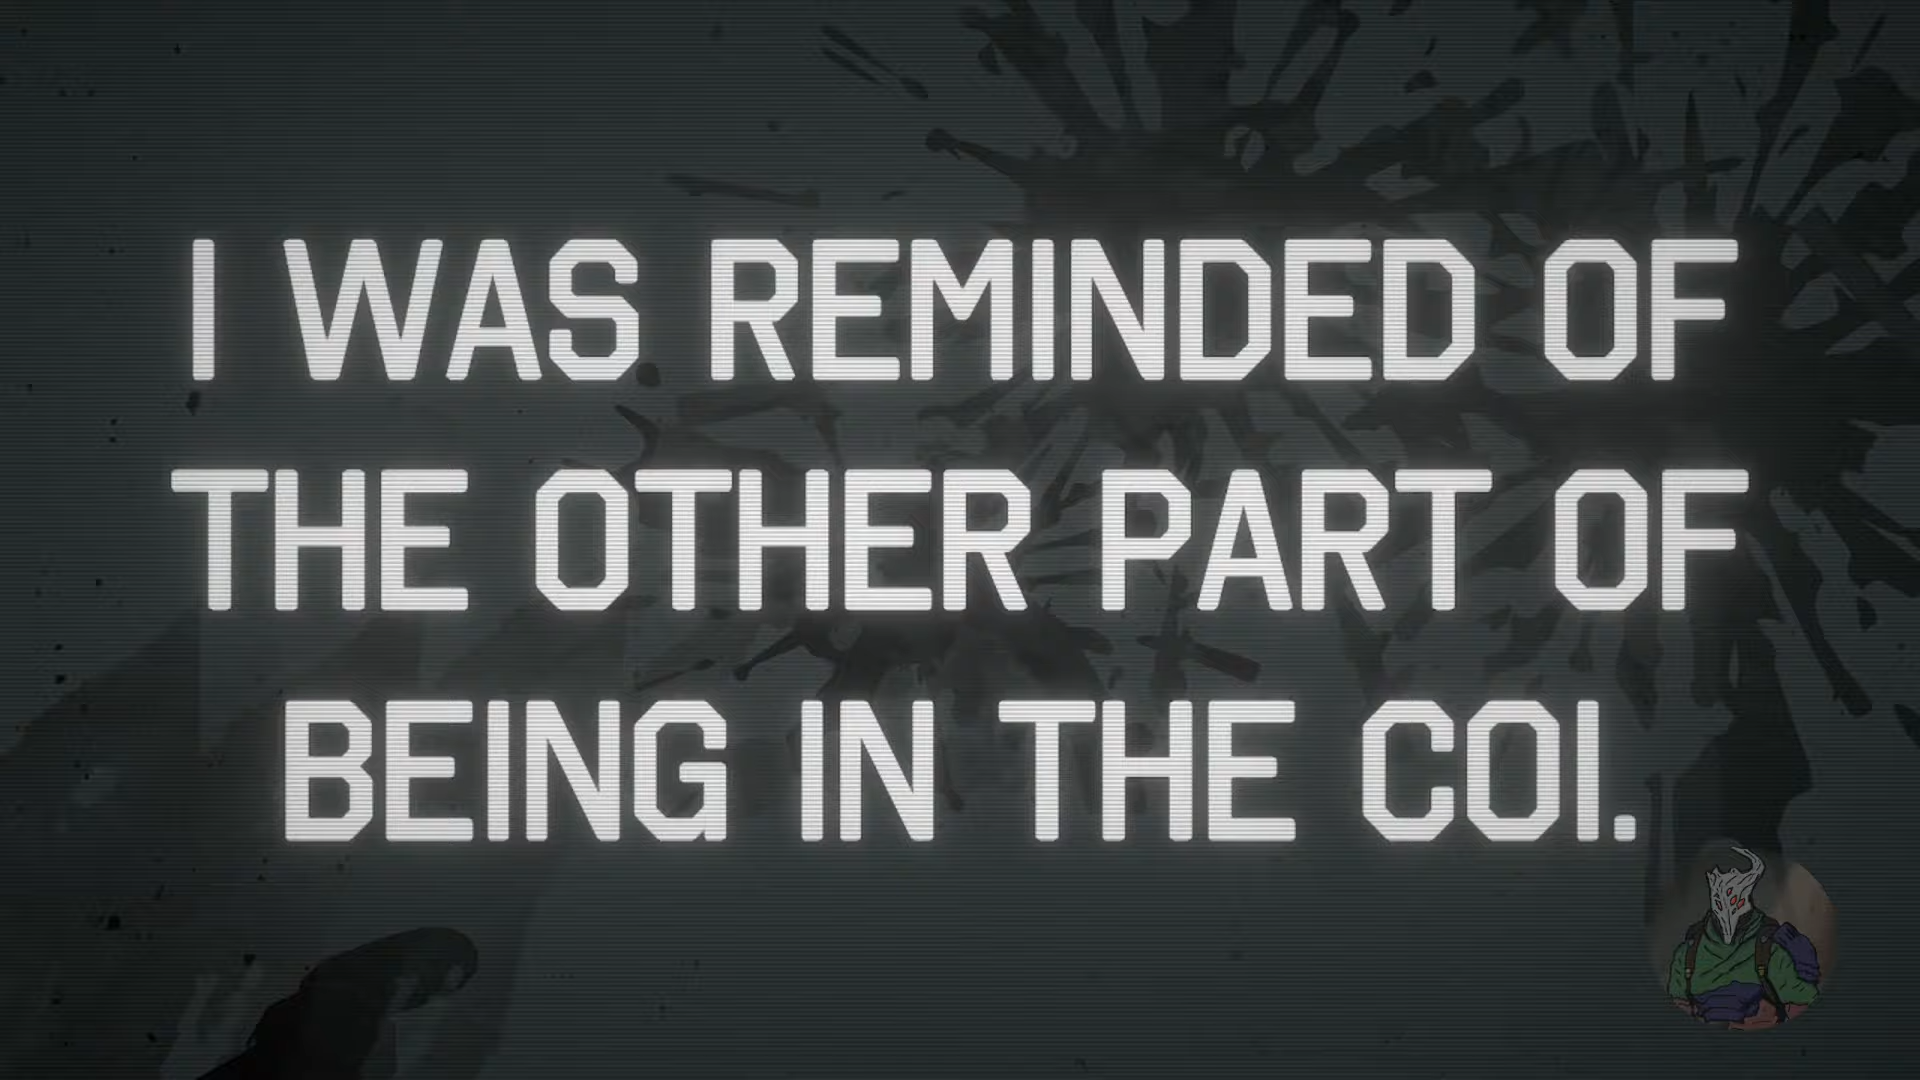 I WAS REMINDED OF
THE OTHER PART OF
BEING IN THE COI.